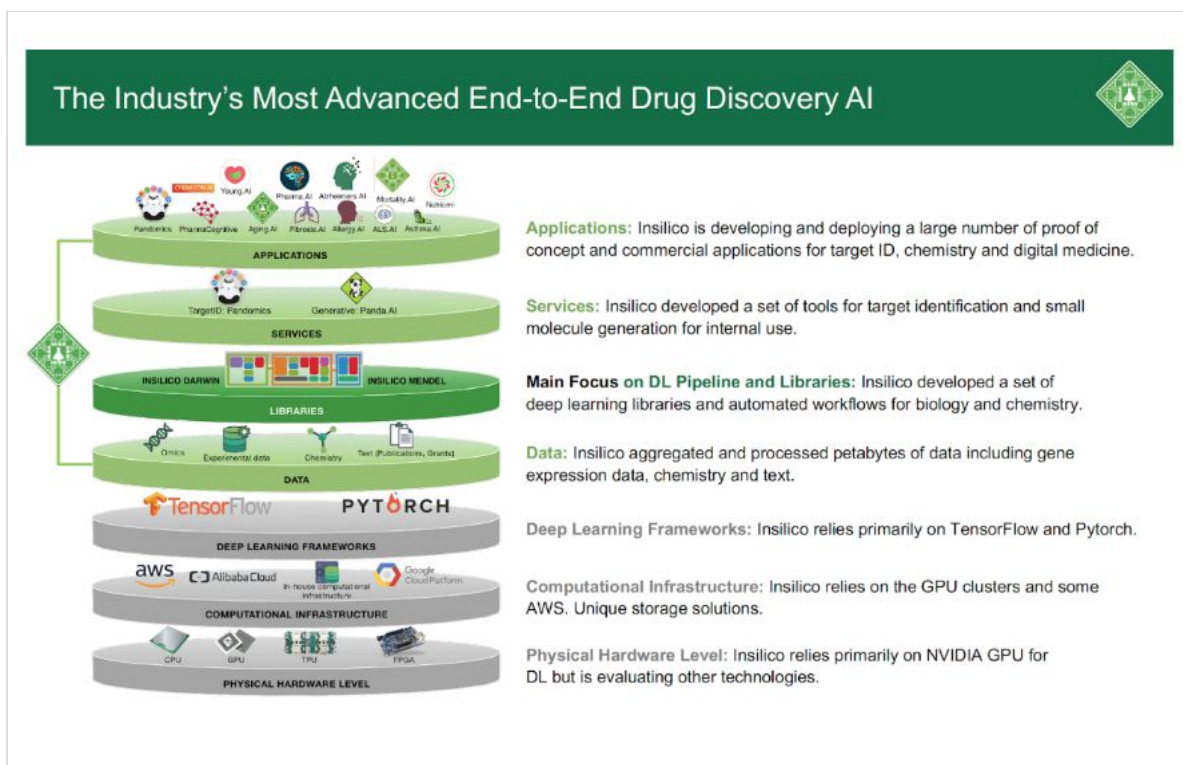 The Industry's Most Advanced End-to-End Drug Discovery AI
Young.AI
Pharma.AI
Alzheimers.AI
Mortality.AI
Nutriomi
Pandomics
PharmaCognitive
Aging.AI
Fibrosis.AI
Allergy.AI
ALS.AI
Asthma.AI
APPLICATIONS
Applications: Insilico is developing and deploying a large number of proof of
concept and commercial applications for target ID, chemistry and digital medicine.
TargetID: Pandomics
Generative: Panda.AI
SERVICES
Services: Insilico developed a set of tools for target identification and small
molecule generation for internal use.
INSILICO DARWIN
INSILICO MENDEL
LIBRARIES
Main Focus on DL Pipeline and Libraries: Insilico developed a set of
deep learning libraries and automated workflows for biology and chemistry.
Omics
Experimental data
Chemistry
Text (Publications, Grants)
DATA
Data: Insilico aggregated and processed petabytes of data including gene
expression data, chemistry and text.
TensorFlow
PYTORCH
DEEP LEARNING FRAMEWORKS
Deep Learning Frameworks: Insilico relies primarily on TensorFlow and Pytorch.
aws
Alibaba Cloud
In-house computational
infrastructure
Google
Cloud Platform
COMPUTATIONAL INFRASTRUCTURE
Computational Infrastructure: Insilico relies on the GPU clusters and some
AWS. Unique storage solutions.
CPU
GPU
TPU
FPGA
PHYSICAL HARDWARE LEVEL
Physical Hardware Level: Insilico relies primarily on NVIDIA GPU for
DL but is evaluating other technologies.